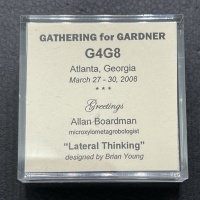 GATHERING for GARDNER
G4G8
Atlanta, Georgia
March 27 - 30, 2008
* * *
Greetings
Allan Boardman
microxylometagrobologist
"Lateral Thinking"
designed by Brian Young